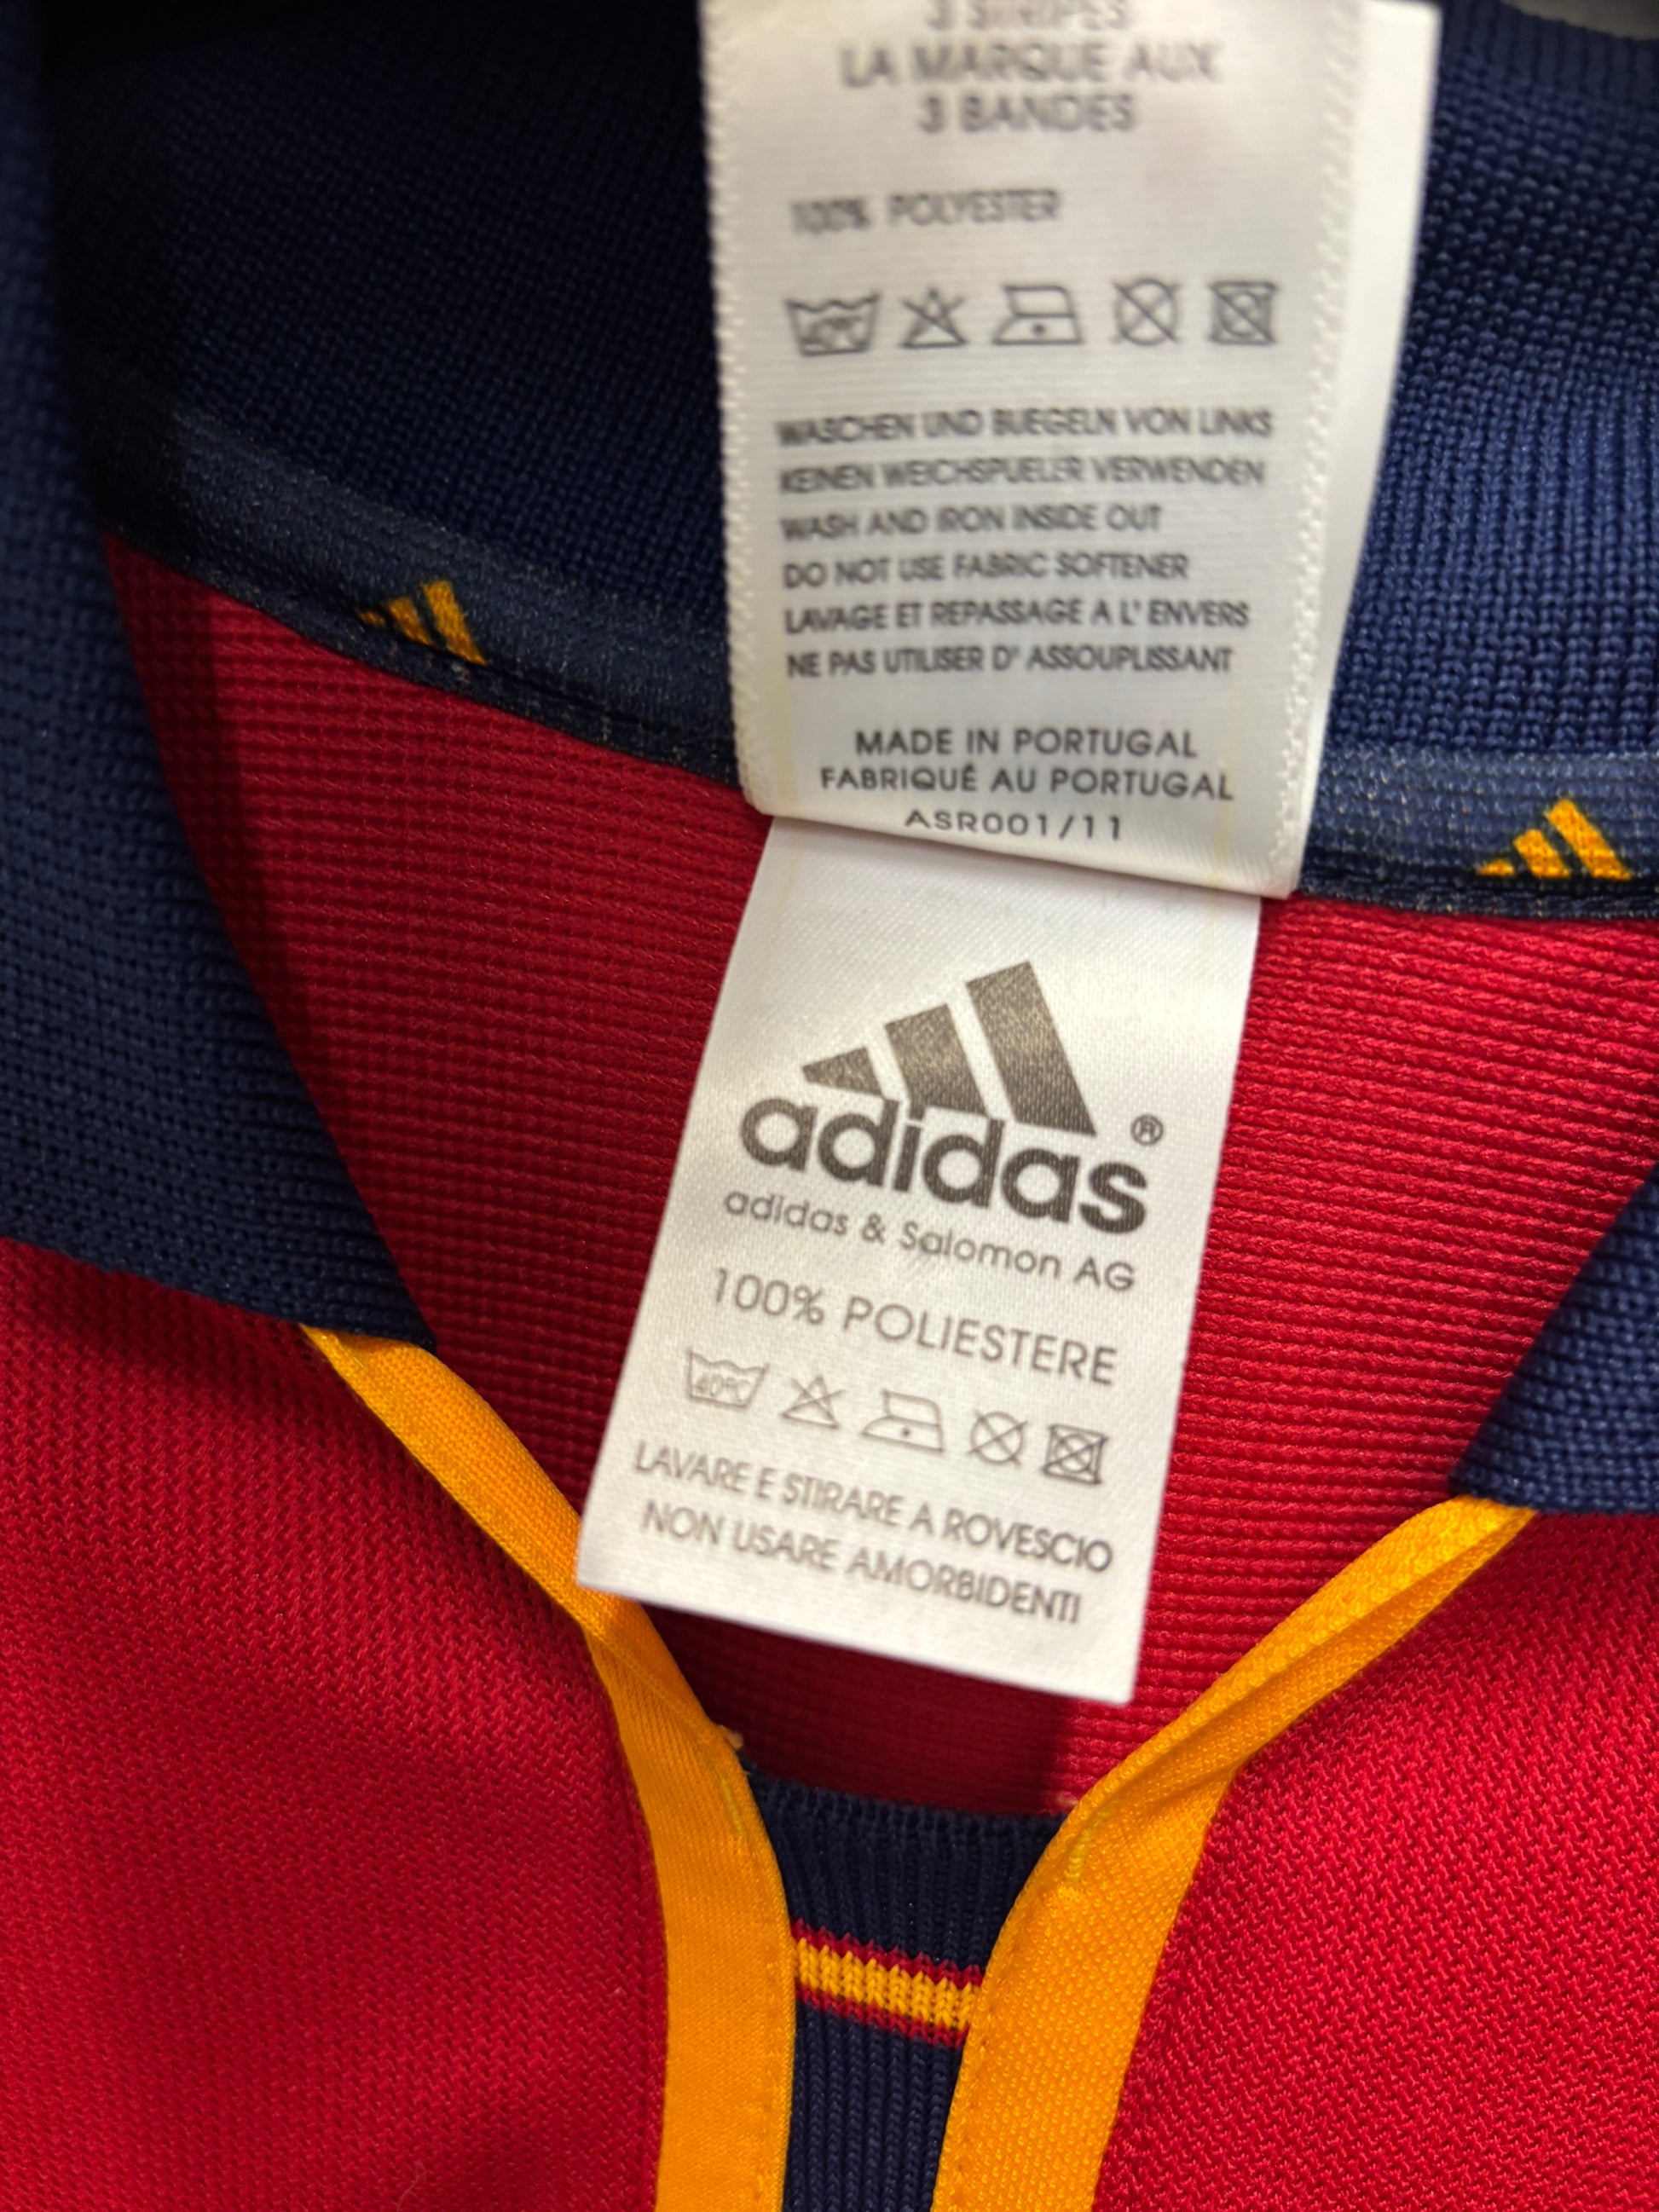 3 STRIPES
LA MARQUE AUX
3 BANDES
100% POLYESTER
40°C
WASCHEN UND BUEGELN VON LINKS
KEINEN WEICHSPUELER VERWENDEN
WASH AND IRON INSIDE OUT
DO NOT USE FABRIC SOFTENER
LAVAGE ET REPASSAGE A L' ENVERS
NE PAS UTILISER D' ASSOUPLISSANT
MADE IN PORTUGAL
FABRIQUÉ AU PORTUGAL
ASR001/11
adidas®
adidas & Salomon AG
100% POLIESTERE
40°C
LAVARE E STIRARE A ROVESCIO
NON USARE AMORBIDENTI